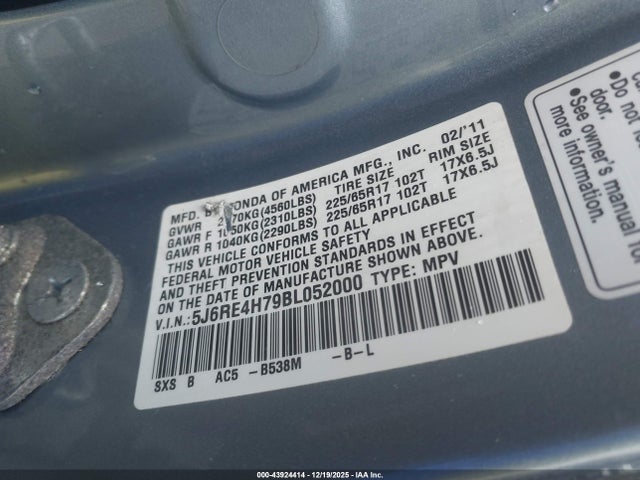 MFD. BY HONDA OF AMERICA MFG., INC. 02/'11
GVWR KG(4560LBS) TIRE SIZE RIM SIZE
GAWR F 1050KG(2310LBS) 225/65R17 102T 17X6.5J
GAWR R 1040KG(2290LBS) 225/65R17 102T 17X6.5J
THIS VEHICLE CONFORMS TO ALL APPLICABLE
FEDERAL MOTOR VEHICLE SAFETY
AND THEFT PREVENTION STANDARDS IN EFFECT
ON THE DATE OF MANUFACTURE SHOWN ABOVE.
V.I.N.: 5J6RE4H79BL052000 TYPE: MPV
SXS B AC5 -B538M -B-L
•Do not
door.
•See owner's manual
more information.
000-43924414 - 12/19/2025 - IAA Inc.